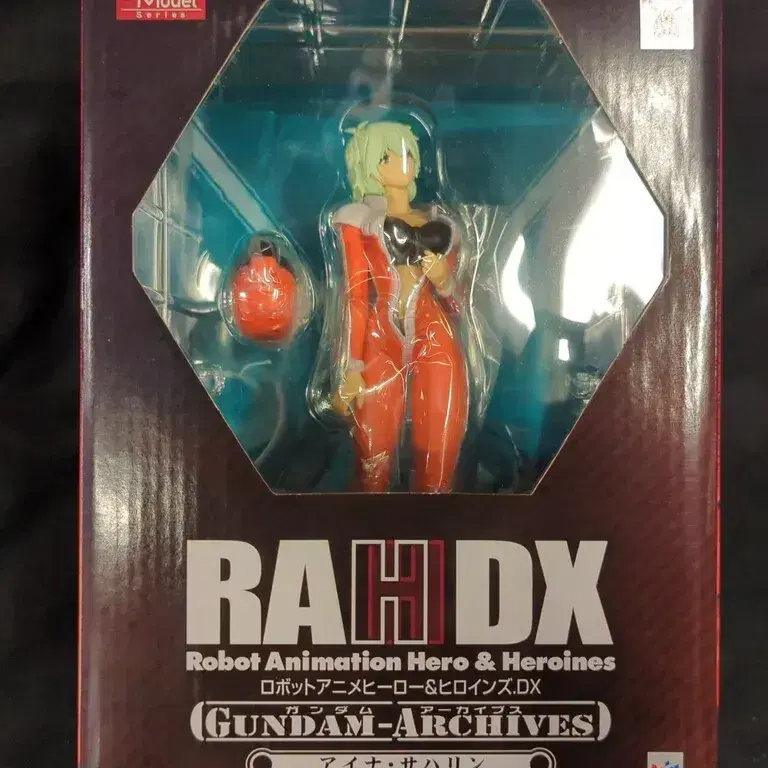 Model
Series
RAH DX
Robot Animation Hero & Heroines
ロボットアニメヒーロー&ヒロインズ.DX
ガンダム アーカイブス
GUNDAM-ARCHIVES
アイナ・サハリン